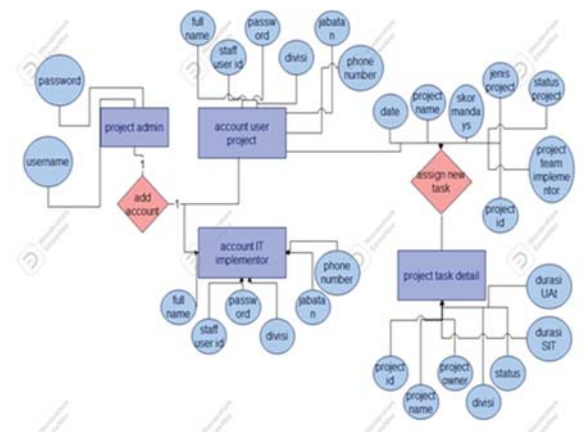 full
name
staff
user id
passw
ord
divisi
jabata
n
phone
number
password
username
project admin
account user
project
add
account
1
1
date
project
name
skor
manda
ys
jenis
project
status
project
project
team
impleme
ntor
project
id
assign new
task
account IT
implementor
full
name
staff
user id
passw
ord
divisi
jabata
n
phone
number
project task detail
durasi
UAt
durasi
SIT
project
id
project
name
project
owner
divisi
status